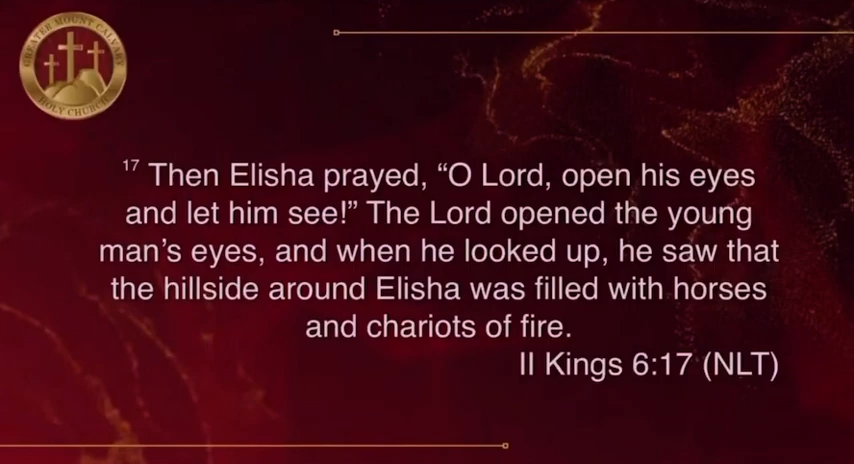 GREATER MOUNT CALVARY
HOLY CHURCH
17 Then Elisha prayed, “O Lord, open his eyes
and let him see!” The Lord opened the young
man’s eyes, and when he looked up, he saw that
the hillside around Elisha was filled with horses
and chariots of fire.
II Kings 6:17 (NLT)